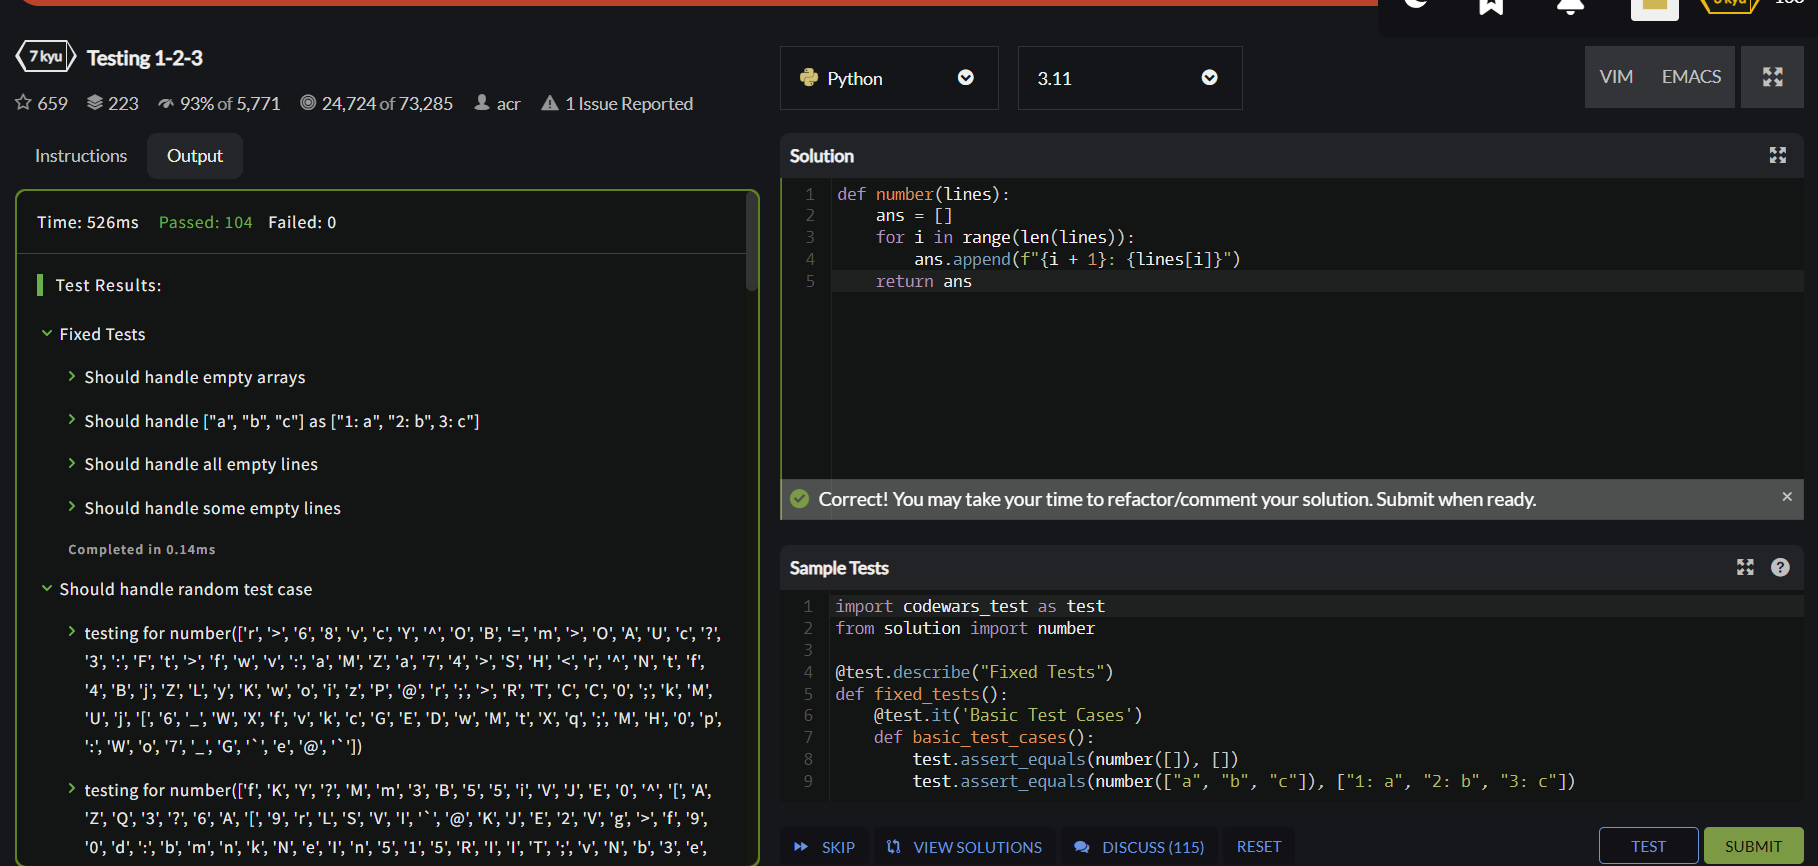 7 kyu Testing 1-2-3
659 223 93% of 5,771 24,724 of 73,285 acr 1 Issue Reported
Instructions Output
Time: 526ms Passed: 104 Failed: 0
Test Results:
Fixed Tests
Should handle empty arrays
Should handle ["a", "b", "c"] as ["1: a", "2: b", 3: c"]
Should handle all empty lines
Should handle some empty lines
Completed in 0.14ms
Should handle random test case
testing for number(['r', '>', '6', '8', 'v', 'c', 'Y', '^', 'O', 'B', '=', 'm', '>', 'O', 'A', 'U', 'c', '?',
'3', ':', 'F', 't', '>', 'f', 'w', 'v', ':', 'a', 'M', 'Z', 'a', '7', '4', '>', 'S', 'H', '<', 'r', '^', 'N', 't', 'f',
'4', 'B', 'j', 'Z', 'L', 'y', 'K', 'w', 'o', 'i', 'z', 'P', '@', 'r', ';', '>', 'R', 'T', 'C', 'C', '0', ';', 'k', 'M',
'U', 'j', '[', '6', '_', 'W', 'X', 'f', 'v', 'k', 'c', 'G', 'E', 'D', 'w', 'M', 't', 'X', 'q', ';', 'M', 'H', '0', 'p',
':', 'W', 'o', '7', '_', 'G', '`', 'e', '@', '`'])
testing for number(['f', 'K', 'Y', '?', 'M', 'm', '3', 'B', '5', '5', 'i', 'V', 'J', 'E', '0', '^', '[', 'A',
'Z', 'Q', '3', '?', '6', 'A', '[', '9', 'r', 'L', 'S', 'V', 'I', '`', '@', 'K', 'J', 'E', '2', 'V', 'g', '>', 'f', '9',
'0', 'd', ':', 'b', 'm', 'n', 'k', 'N', 'e', 'I', 'n', '5', '1', '5', 'R', 'I', 'I', 'T', ';', 'v', 'N', 'b', '3', 'e',
Python 3.11 VIM EMACS
Solution
1 def number(lines):
2 ans = []
3 for i in range(len(lines)):
4 ans.append(f"{i + 1}: {lines[i]}")
5 return ans
Correct! You may take your time to refactor/comment your solution. Submit when ready. ×
Sample Tests
1 import codewars_test as test
2 from solution import number
3
4 @test.describe("Fixed Tests")
5 def fixed_tests():
6 @test.it('Basic Test Cases')
7 def basic_test_cases():
8 test.assert_equals(number([]), [])
9 test.assert_equals(number(["a", "b", "c"]), ["1: a", "2: b", "3: c"])
SKIP VIEW SOLUTIONS DISCUSS (115) RESET TEST SUBMIT